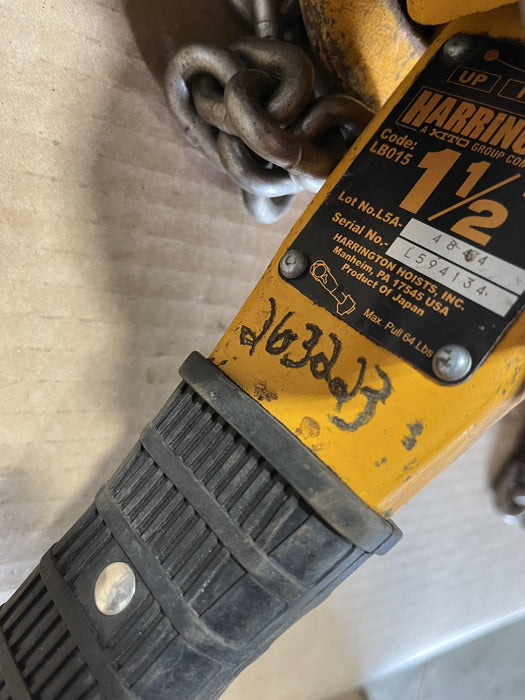 UP
HARRING
A KITO GROUP COM
Code:
LB015
1 1/2
Lot No.L5A- 4844
Serial No.- L594134
HARRINGTON HOISTS, INC.
Manheim, PA 17545 USA
Product Of Japan
Max. Pull 64 Lbs
263223